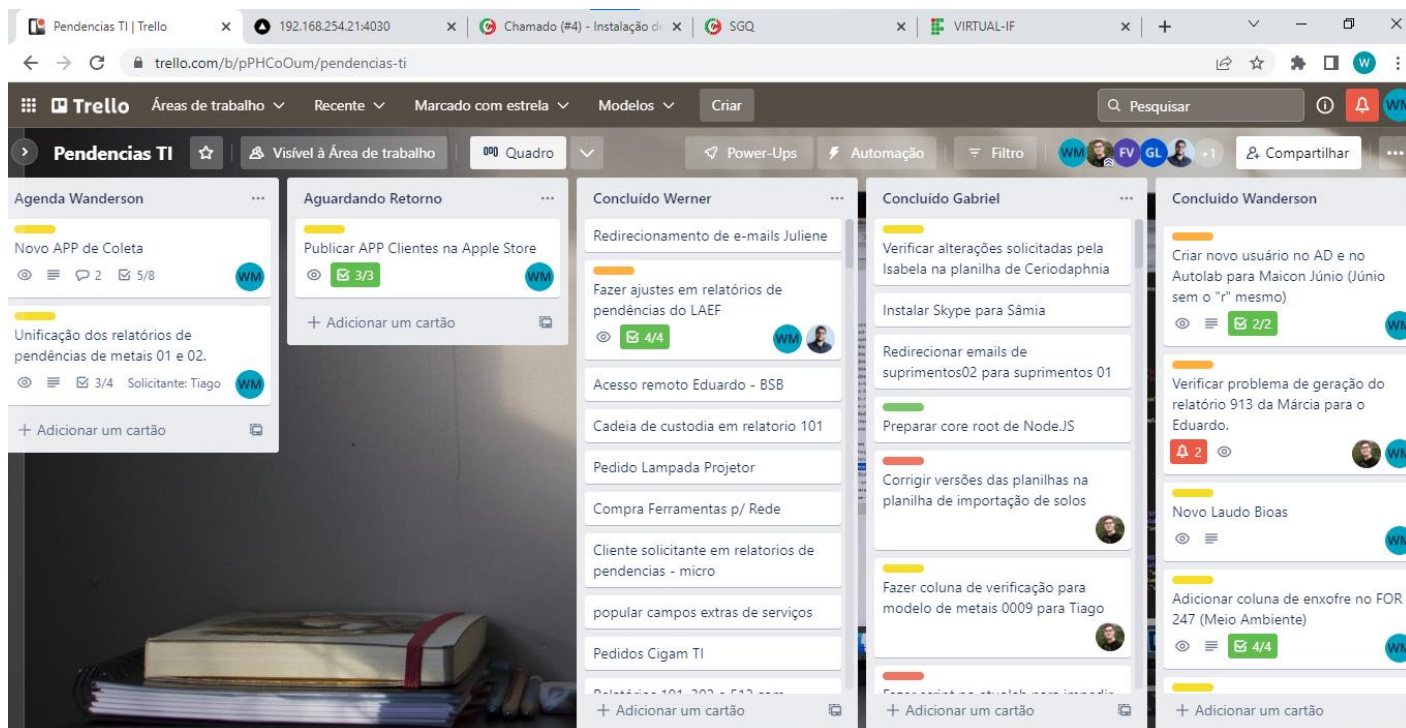 Pendencias TI | Trello
192.168.254.21:4030
Chamado (#4) - Instalação de
SGQ
VIRTUAL-IF
trello.com/b/pPHCoOum/pendencias-ti
W
Trello
Áreas de trabalho
Recente
Marcado com estrela
Modelos
Criar
Pesquisar
WM
Pendencias TI
Visível à Área de trabalho
Quadro
Power-Ups
Automação
Filtro
WM
FV
GL
+1
Compartilhar
Agenda Wanderson
Novo APP de Coleta
2
5/8
WM
Unificação dos relatórios de
pendências de metais 01 e 02.
3/4 Solicitante: Tiago
WM
+ Adicionar um cartão
Aguardando Retorno
Publicar APP Clientes na Apple Store
3/3
WM
+ Adicionar um cartão
Concluído Werner
Redirecionamento de e-mails Juliene
Fazer ajustes em relatórios de
pendências do LAEF
4/4
WM
Acesso remoto Eduardo - BSB
Cadeia de custodia em relatorio 101
Pedido Lampada Projetor
Compra Ferramentas p/ Rede
Cliente solicitante em relatorios de
pendencias - micro
popular campos extras de serviços
Pedidos Cigam TI
+ Adicionar um cartão
Concluído Gabriel
Verificar alterações solicitadas pela
Isabela na planilha de Ceriodaphnia
Instalar Skype para Sâmia
Redirecionar emails de
suprimentos02 para suprimentos 01
Preparar core root de NodeJS
Corrigir versões das planilhas na
planilha de importação de solos
Fazer coluna de verificação para
modelo de metais 0009 para Tiago
+ Adicionar um cartão
Concluido Wanderson
Criar novo usuário no AD e no
Autolab para Maicon Júnio (Júnio
sem o "r" mesmo)
2/2
WM
Verificar problema de geração do
relatório 913 da Márcia para o
Eduardo.
2
WM
Novo Laudo Bioas
WM
Adicionar coluna de enxofre no FOR
247 (Meio Ambiente)
4/4
WM
+ Adicionar um cartão